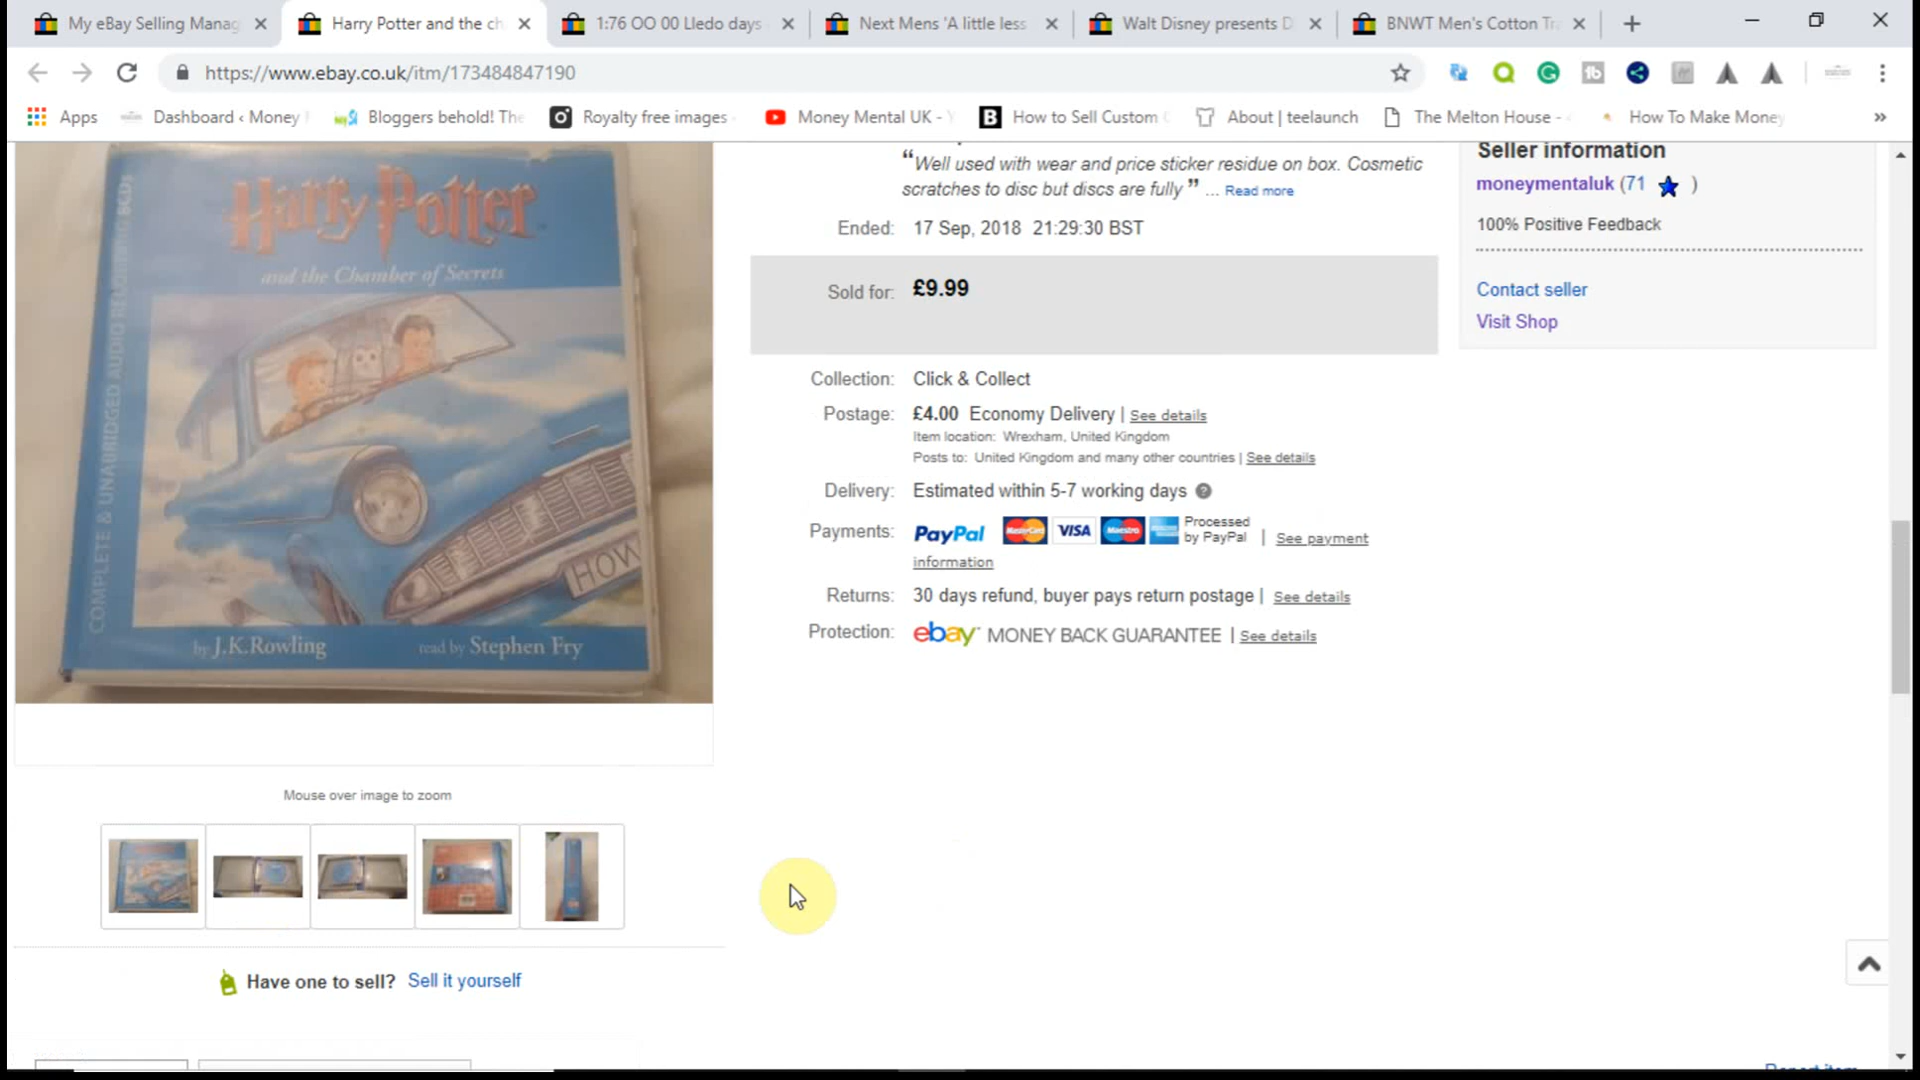 My eBay Selling Manag
Harry Potter and the ch
1:76 OO 00 Lledo days
Next Mens 'A little less
Walt Disney presents D
BNWT Men's Cotton Tr
https://www.ebay.co.uk/itm/173484847190
Apps
Dashboard ‹ Money
Bloggers behold! The
Royalty free images
Money Mental UK -
How to Sell Custom
About | teelaunch
The Melton House -
How To Make Money
Harry Potter
and the Chamber of Secrets
COMPLETE & UNABRIDGED AUDIO RECORDING 8CDs
HOW
by J.K.Rowling
read by Stephen Fry
Mouse over image to zoom
Have one to sell? Sell it yourself
“Well used with wear and price sticker residue on box. Cosmetic
scratches to disc but discs are fully ” ... Read more
Ended: 17 Sep, 2018 21:29:30 BST
Sold for: £9.99
Collection: Click & Collect
Postage: £4.00 Economy Delivery | See details
Item location: Wrexham, United Kingdom
Posts to: United Kingdom and many other countries | See details
Delivery: Estimated within 5-7 working days
Payments: PayPal MasterCard VISA Maestro Processed
by PayPal | See payment
information
Returns: 30 days refund, buyer pays return postage | See details
Protection: ebay MONEY BACK GUARANTEE | See details
Seller information
moneymentaluk (71 )
100% Positive Feedback
Contact seller
Visit Shop
Report item